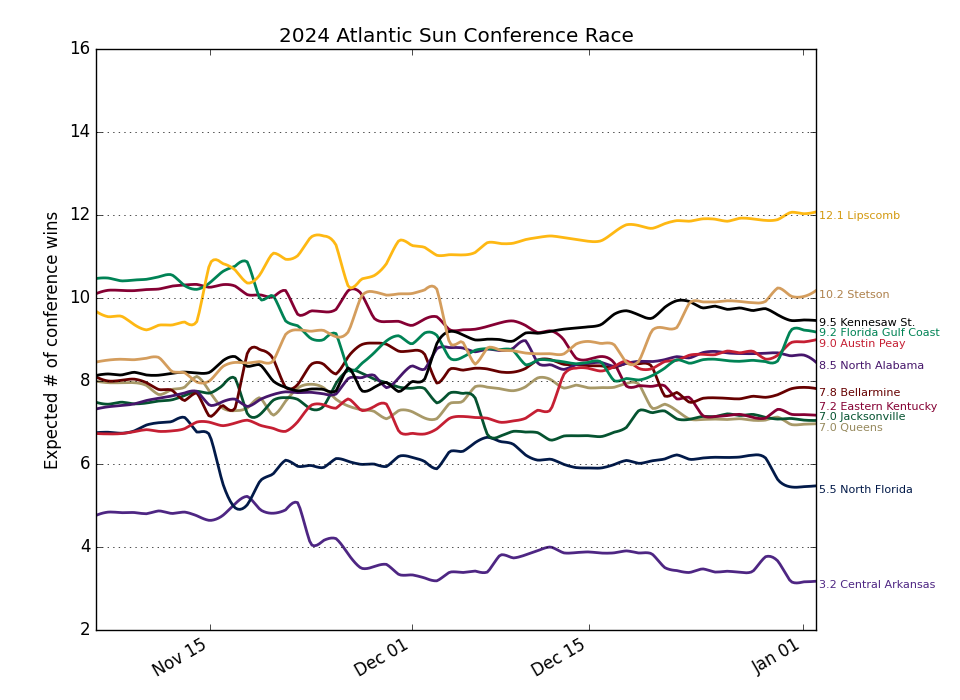 2024 Atlantic Sun Conference Race
Expected # of conference wins
16
14
12
10
8
6
4
2
12.1 Lipscomb
10.2 Stetson
9.5 Kennesaw St.
9.2 Florida Gulf Coast
9.0 Austin Peay
8.5 North Alabama
7.8 Bellarmine
7.2 Eastern Kentucky
7.0 Jacksonville
7.0 Queens
5.5 North Florida
3.2 Central Arkansas
Nov 15
Dec 01
Dec 15
Jan 01